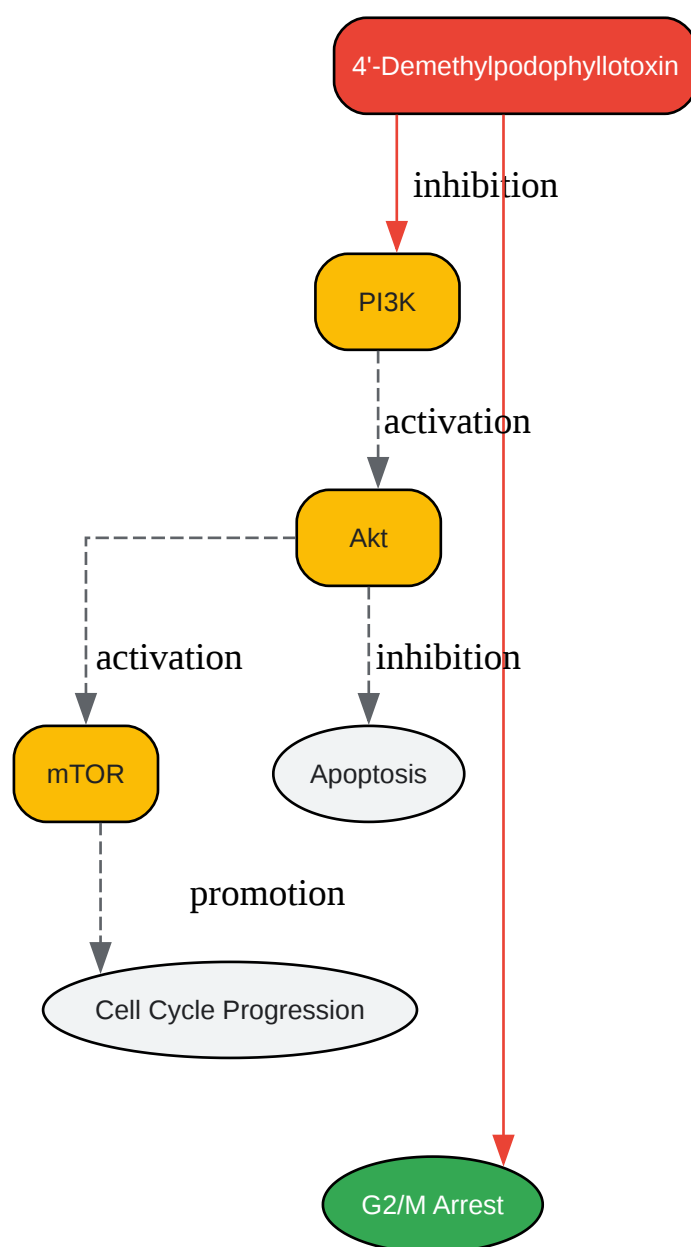 4'-Demethylpodophyllotoxin
inhibition
PI3K
activation
Akt
activation
inhibition
mTOR
Apoptosis
promotion
Cell Cycle Progression
G2/M Arrest